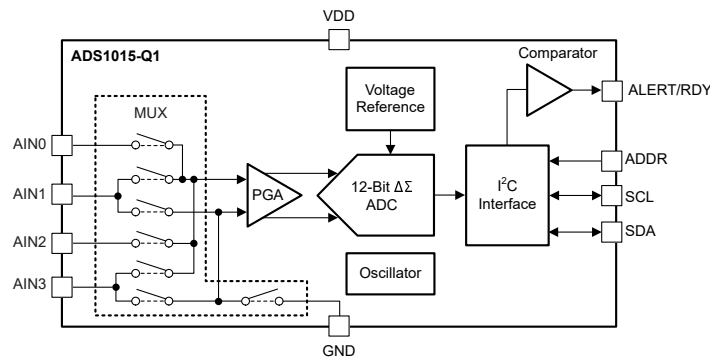 VDD
ADS1015-Q1
Comparator
Voltage
Reference
ALERT/RDY
MUX
AIN0
ADDR
AIN1
PGA
12-Bit ΔΣ
ADC
I²C
Interface
SCL
AIN2
SDA
AIN3
Oscillator
GND